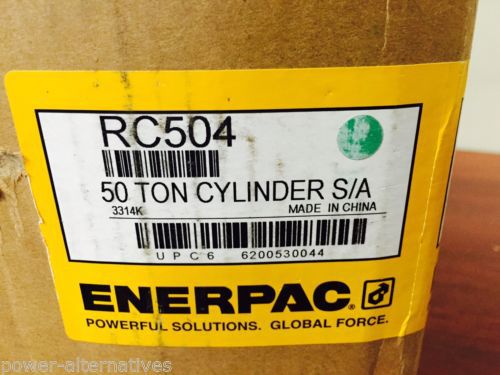 RC504
50 TON CYLINDER S/A
3314K MADE IN CHINA
UPC6 6200530044
ENERPAC®
POWERFUL SOLUTIONS. GLOBAL FORCE.
power-alternatives